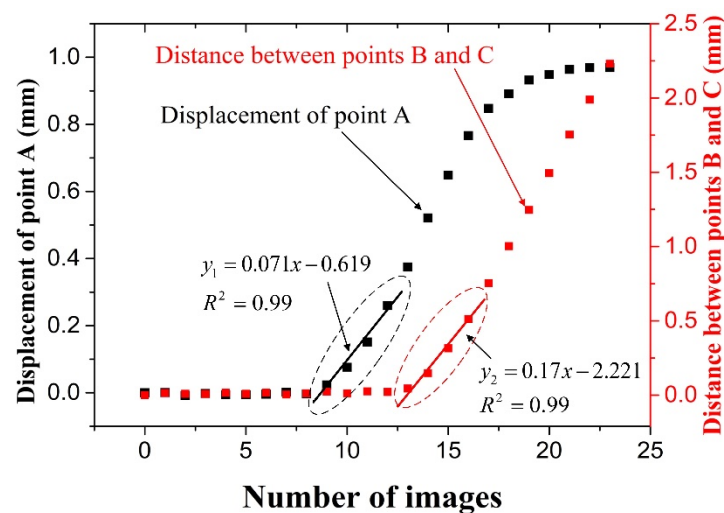 Distance between points B and C
Displacement of point A
y₁ = 0.071x − 0.619
R² = 0.99
y₂ = 0.17x − 2.221
R² = 0.99
Displacement of point A (mm)
1.0
0.8
0.6
0.4
0.2
0.0
Distance between points B and C (mm)
2.5
2.0
1.5
1.0
0.5
0.0
0 5 10 15 20 25
Number of images